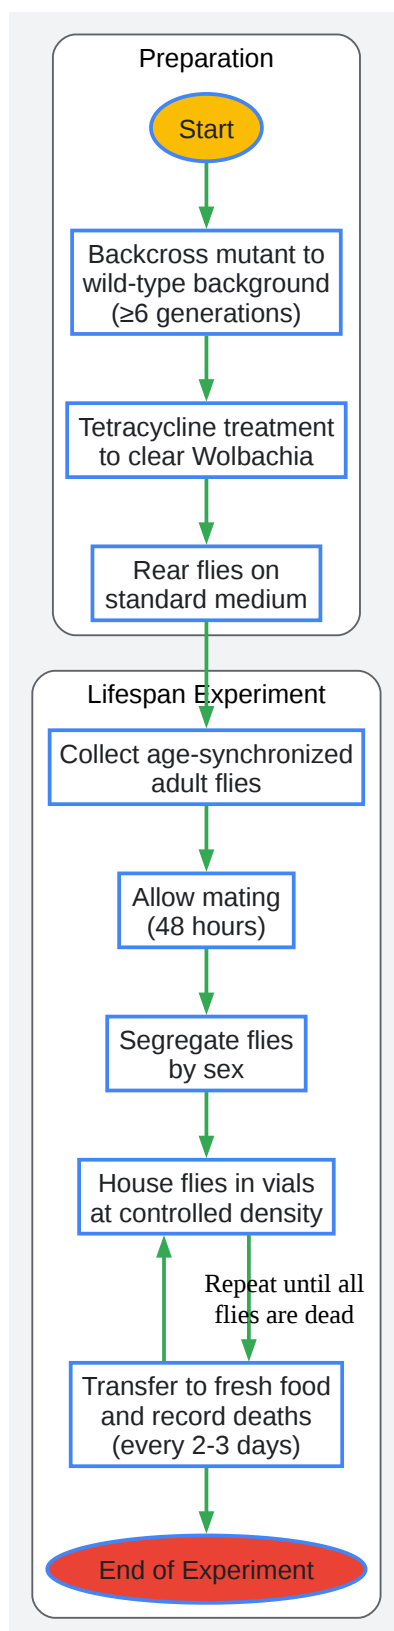 Preparation
Start
Backcross mutant to
wild-type background
(≥6 generations)
Tetracycline treatment
to clear Wolbachia
Rear flies on
standard medium
Lifespan Experiment
Collect age-synchronized
adult flies
Allow mating
(48 hours)
Segregate flies
by sex
House flies in vials
at controlled density
Repeat until all
flies are dead
Transfer to fresh food
and record deaths
(every 2-3 days)
End of Experiment